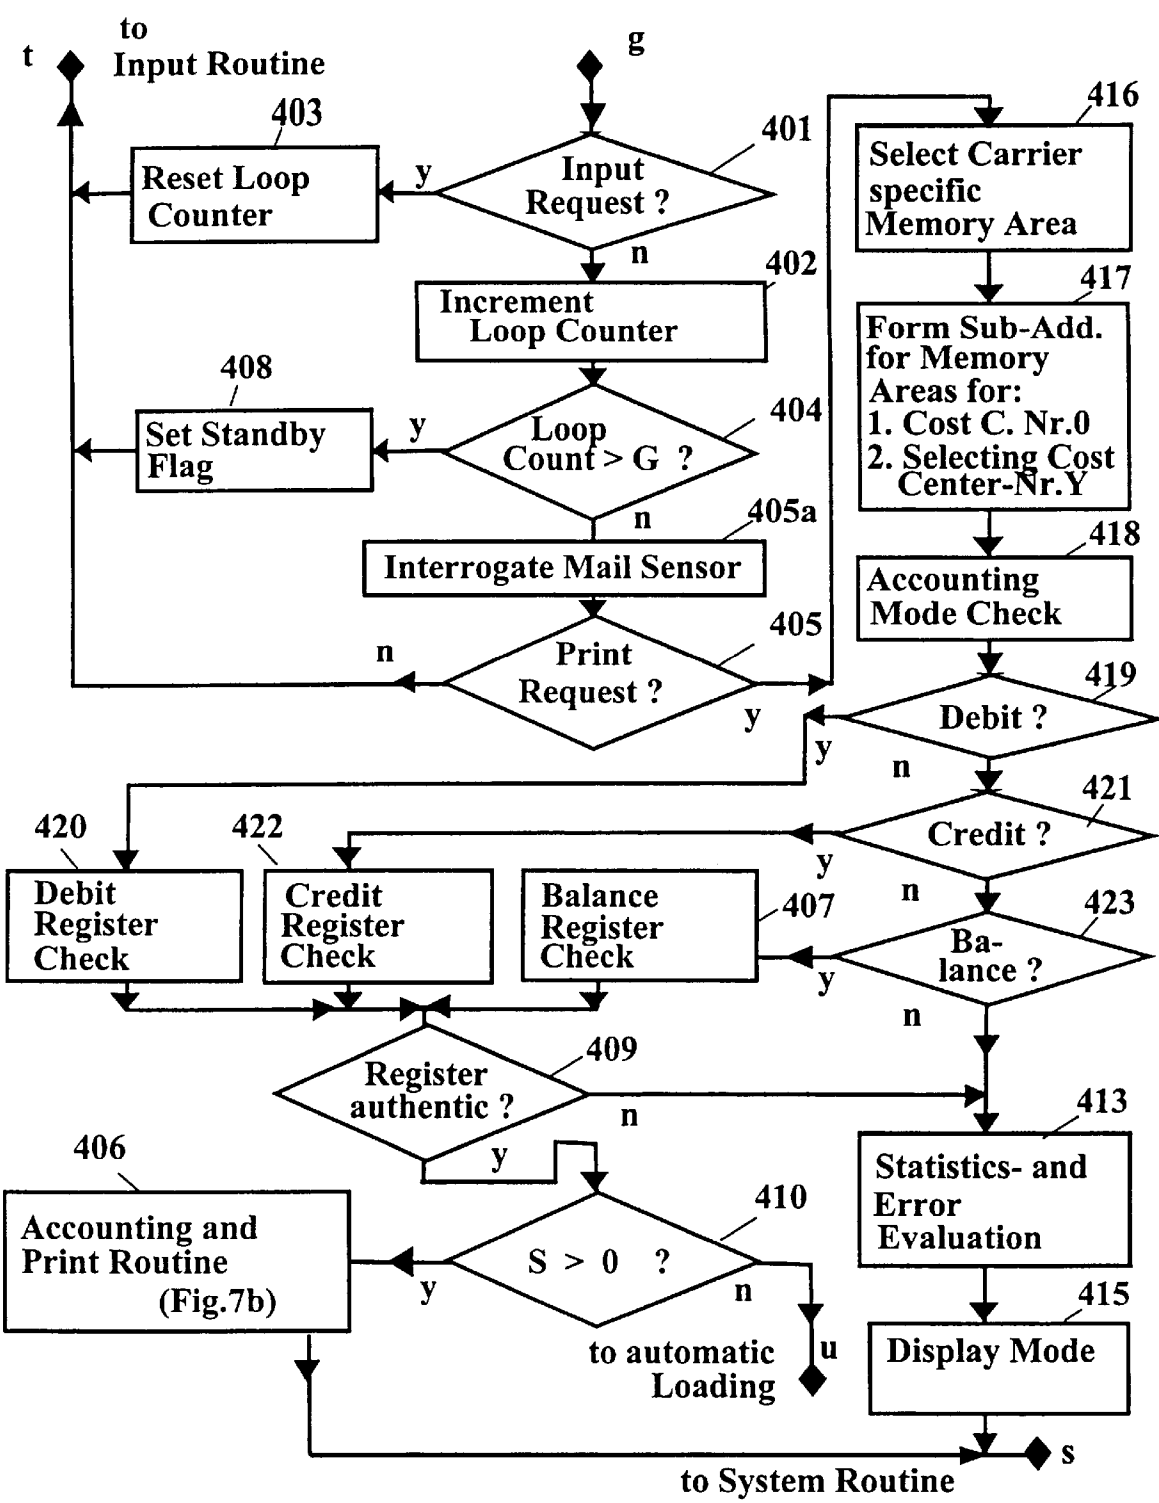 to
t
Input Routine
g
403
Reset Loop
Counter
y
401
Input
Request ?
n
402
Increment
Loop Counter
408
Set Standby
Flag
y
404
Loop
Count > G ?
n
405a
Interrogate Mail Sensor
405
n
Print
Request ?
y
416
Select Carrier
specific
Memory Area
417
Form Sub-Add.
for Memory
Areas for:
1. Cost C. Nr.0
2. Selecting Cost
Center-Nr.Y
418
Accounting
Mode Check
419
Debit ?
y
n
421
Credit ?
y
n
423
Ba-
lance ?
y
n
420
Debit
Register
Check
422
Credit
Register
Check
407
Balance
Register
Check
409
Register
authentic ?
n
y
413
Statistics- and
Error
Evaluation
406
Accounting and
Print Routine
(Fig.7b)
410
S > 0 ?
y
n
to automatic
Loading
u
415
Display Mode
s
to System Routine